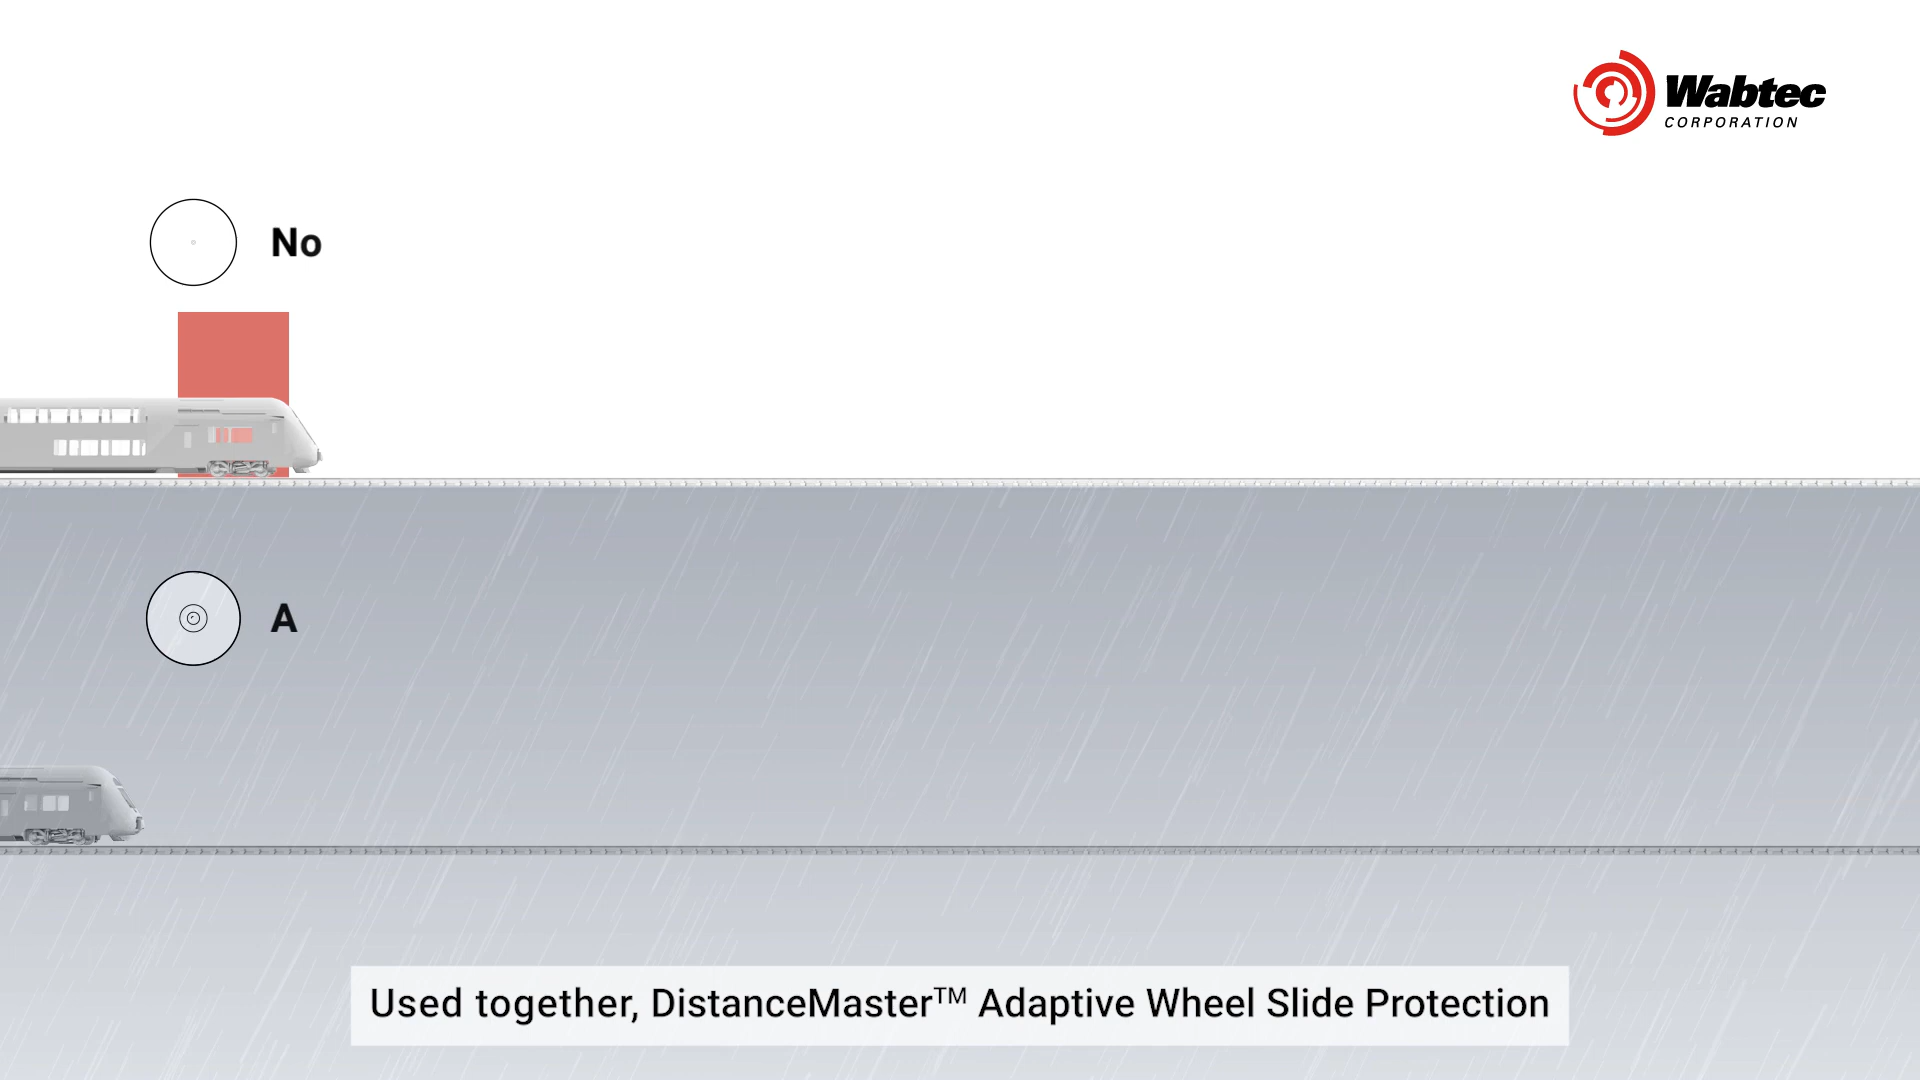 Wabtec
CORPORATION
No
A
Used together, DistanceMaster™ Adaptive Wheel Slide Protection